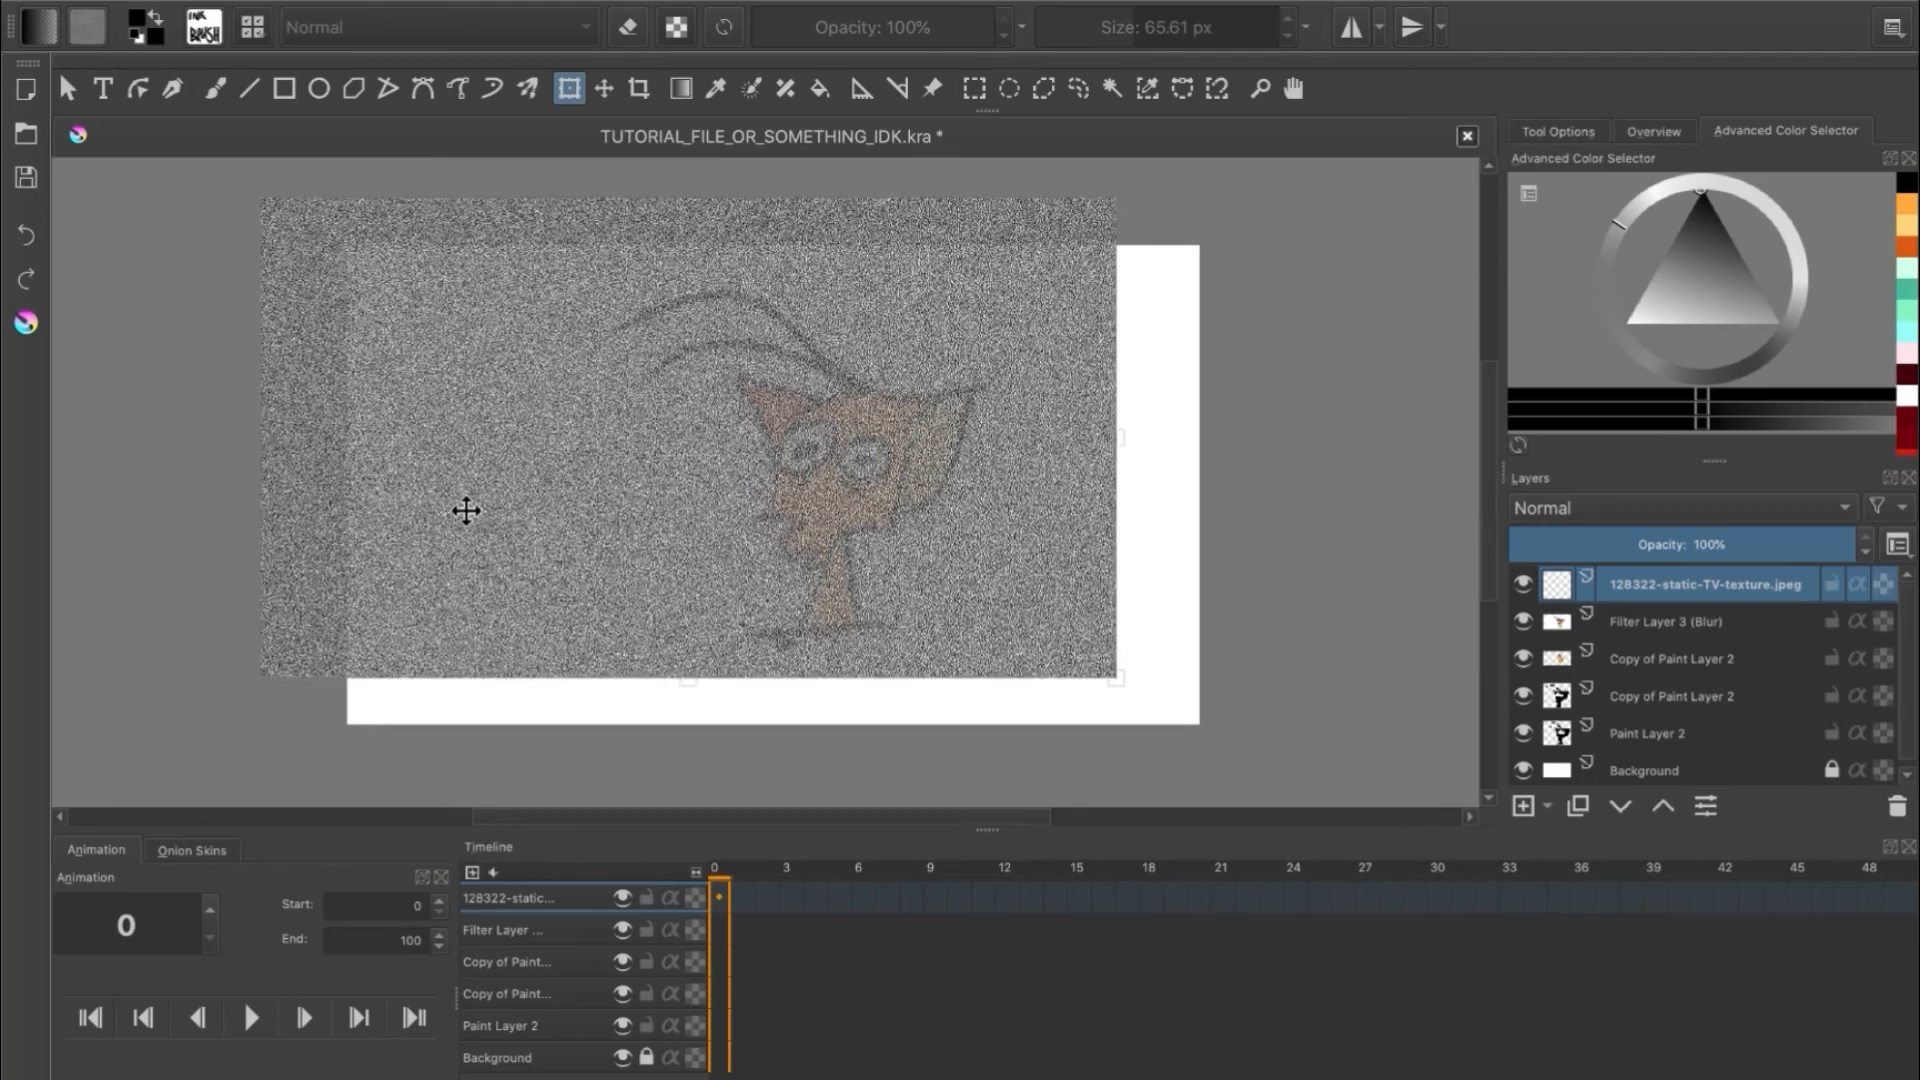 INK
BRUSH
Normal
Opacity: 100%
Size: 65.61 px
TUTORIAL_FILE_OR_SOMETHING_IDK.kra *
Tool Options
Overview
Advanced Color Selector
Advanced Color Selector
Layers
Normal
Opacity: 100%
128322-static-TV-texture.jpeg
Filter Layer 3 (Blur)
Copy of Paint Layer 2
Copy of Paint Layer 2
Paint Layer 2
Background
Animation
Onion Skins
Animation
0
Start: 0
End: 100
Timeline
0 3 6 9 12 15 18 21 24 27 30 33 36 39 42 45 48
128322-static...
Filter Layer ...
Copy of Paint...
Copy of Paint...
Paint Layer 2
Background